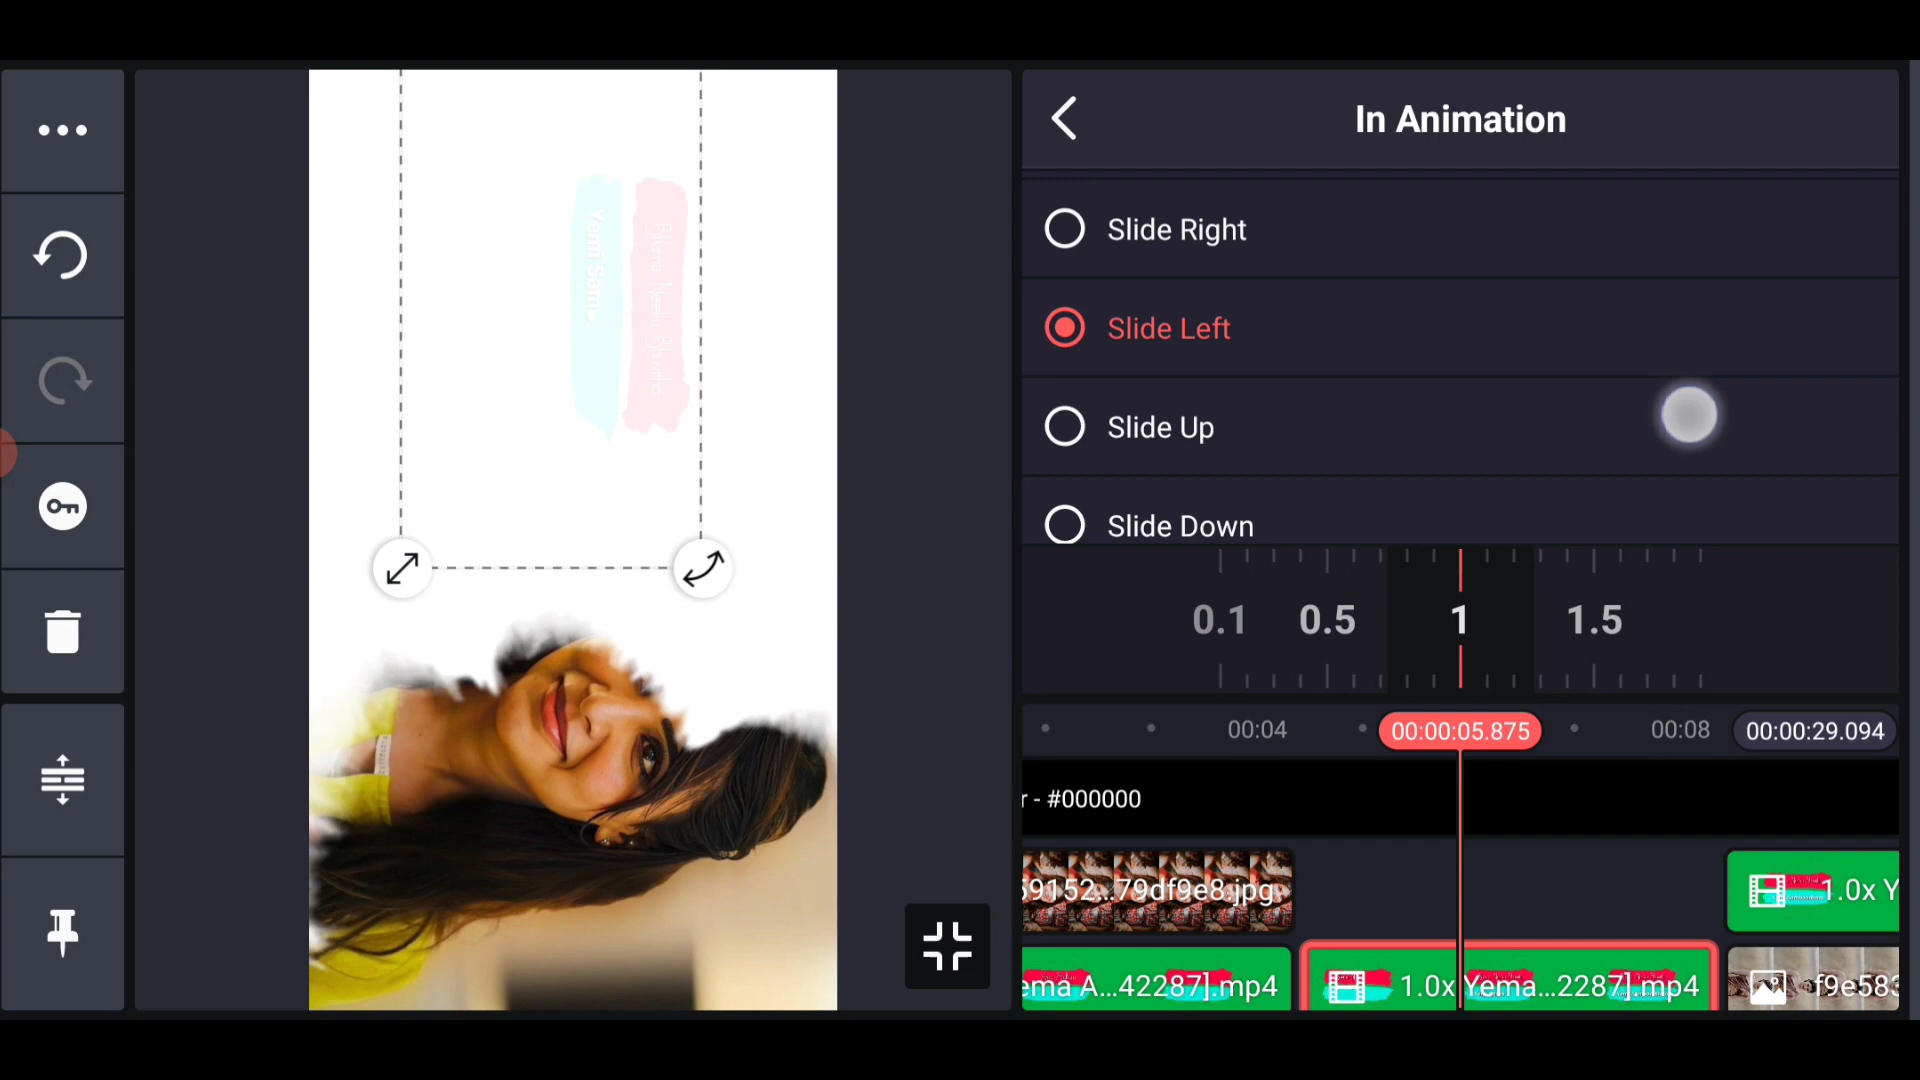 In Animation
Slide Right
Slide Left
Slide Up
Slide Down
0.1 0.5 1 1.5
00:04 00:00:05.875 00:08 00:00:29.094
r - #000000
59152...79df9e8.jpg
1.0x Y
ema A...42287].mp4
1.0x Yema...2287].mp4
f9e583